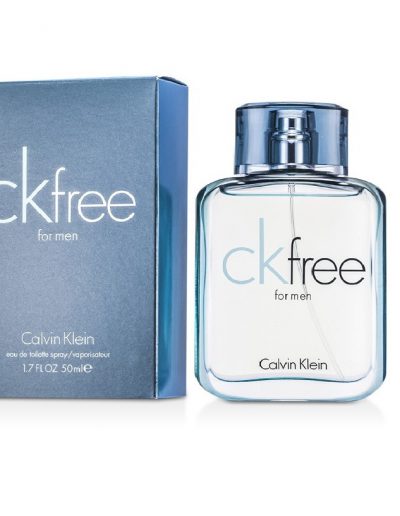 ckfree
for men
Calvin Klein
eau de toilette spray/vaporisateur
1.7 FL OZ 50ml℮
ckfree
for men
Calvin Klein